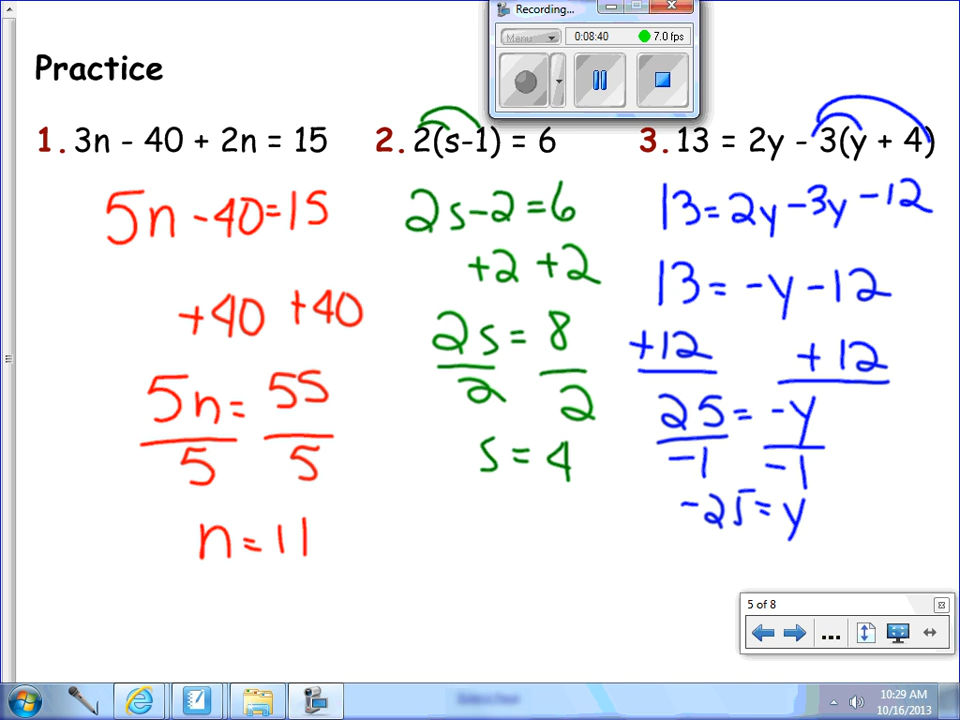 Recording...
Menu
0:08:40
7.0 fps
Practice
1. 3n - 40 + 2n = 15
5n - 40 = 15
+40 +40
5n = 55
5 5
n = 11
2. 2(s-1) = 6
2s - 2 = 6
+2 +2
2s = 8
2 2
s = 4
3. 13 = 2y - 3(y + 4)
13 = 2y - 3y - 12
13 = -y - 12
+12 +12
25 = -y
-1 -1
-25 = y
5 of 8
...
10:29 AM
10/16/2013